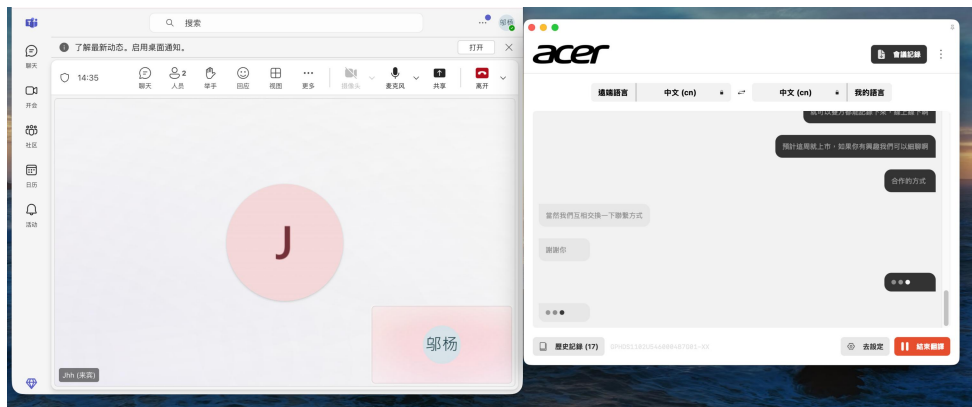 搜索
邬杨
了解最新动态。启用桌面通知。
打开
聊天
开会
社区
日历
活动
14:35
聊天
人员 2
举手
回应
视图
更多
摄像头
麦克风
共享
离开
J
邬杨
Jhh (来宾)
acer
會議記錄
遠端語言
中文 (cn)
中文 (cn)
我的語言
預計這周就上市,如果你有興趣我們可以細聊啊
合作的方式
當然我們互相交換一下聯繫方式
謝謝你
歷史記錄 (17)
去設定
結束翻譯